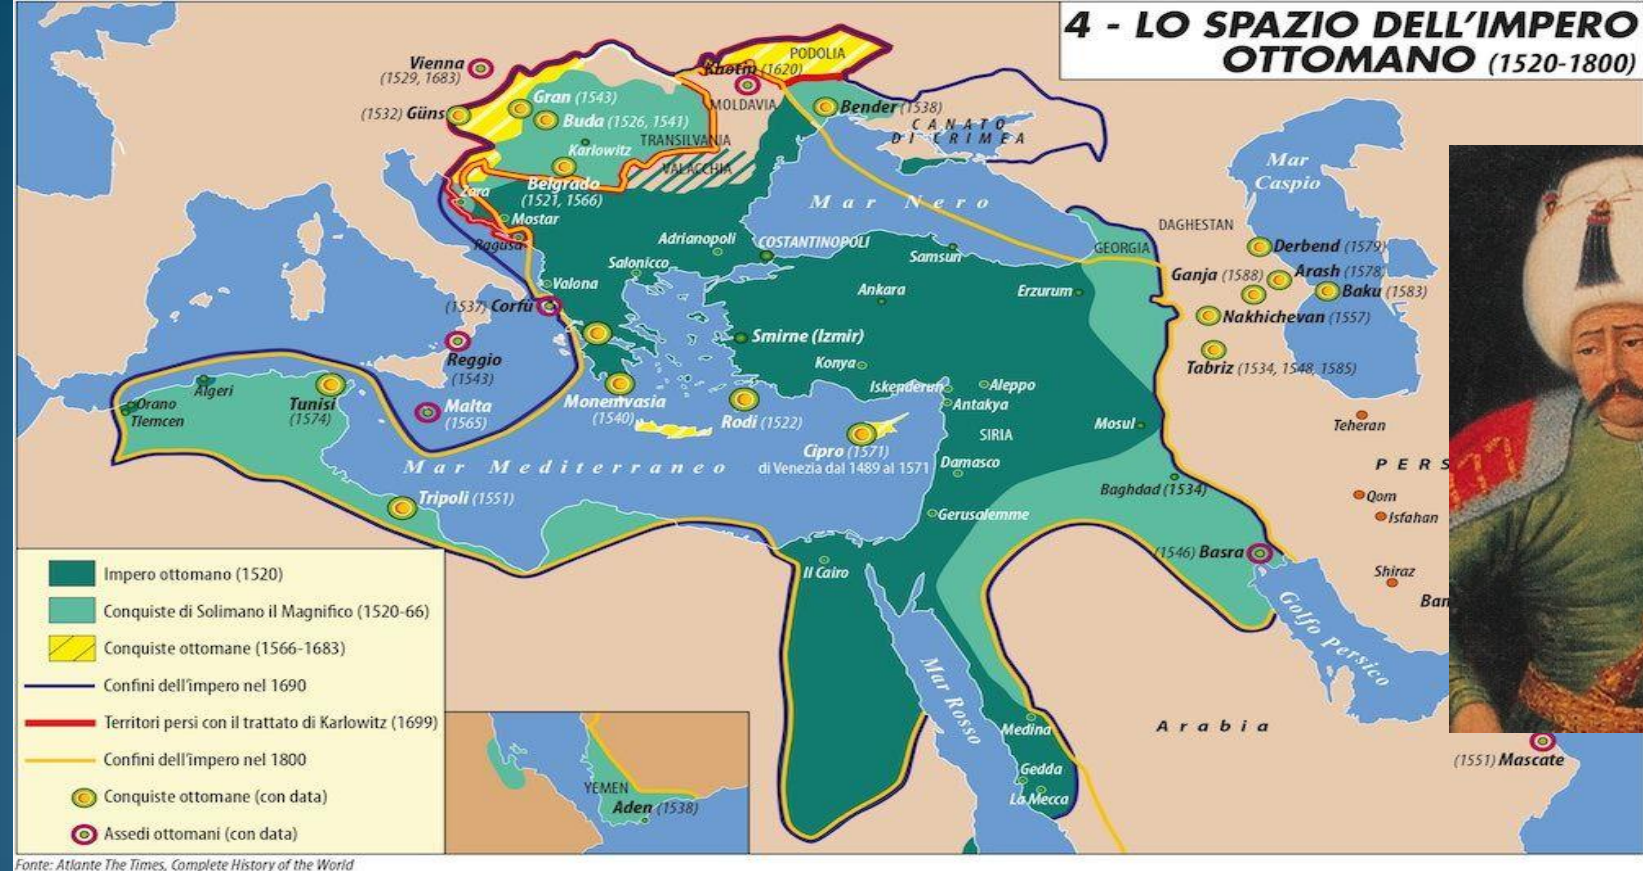 4 - LO SPAZIO DELL'IMPERO
OTTOMANO (1520-1800)
Vienna
(1529, 1683)
(1532) Güns
Gran (1543)
Buda (1526, 1541)
Karlowitz
Belgrado
(1521, 1566)
TRANSILVANIA
VALACCHIA
MOLDAVIA
PODOLIA
Khotin (1620)
Bender (1538)
CANATO
DI CRIMEA
Mar
Caspio
Zara
Mostar
Ragusa
Mar Nero
DAGHESTAN
GEORGIA
Derbend (1579)
Ganja (1588)
Arash (1578)
Baku (1583)
Nakhichevan (1557)
Tabriz (1534, 1548, 1585)
Adrianopoli
COSTANTINOPOLI
Salonicco
Samsun
Valona
(1537) Corfù
Ankara
Erzurum
Smirne (Izmir)
Konya
Reggio
(1543)
Algeri
Orano
Tlemcen
Tunisi
(1574)
Malta
(1565)
Monemvasia
(1540)
Rodi (1522)
Iskenderun
Aleppo
Antakya
SIRIA
Mosul
Cipro (1571)
di Venezia dal 1489 al 1571
Damasco
Mar Mediterraneo
Baghdad (1534)
Teheran
PERS
Qom
Isfahan
Tripoli (1551)
Gerusalemme
(1546) Basra
Shiraz
Ban
Il Cairo
Golfo Persico
Mar Rosso
Medina
Arabia
Gedda
La Mecca
(1551) Mascate
Impero ottomano (1520)
Conquiste di Solimano il Magnifico (1520-66)
Conquiste ottomane (1566-1683)
Confini dell'impero nel 1690
Territori persi con il trattato di Karlowitz (1699)
Confini dell'impero nel 1800
Conquiste ottomane (con data)
Assedi ottomani (con data)
YEMEN
Aden (1538)
Fonte: Atlante The Times, Complete History of the World